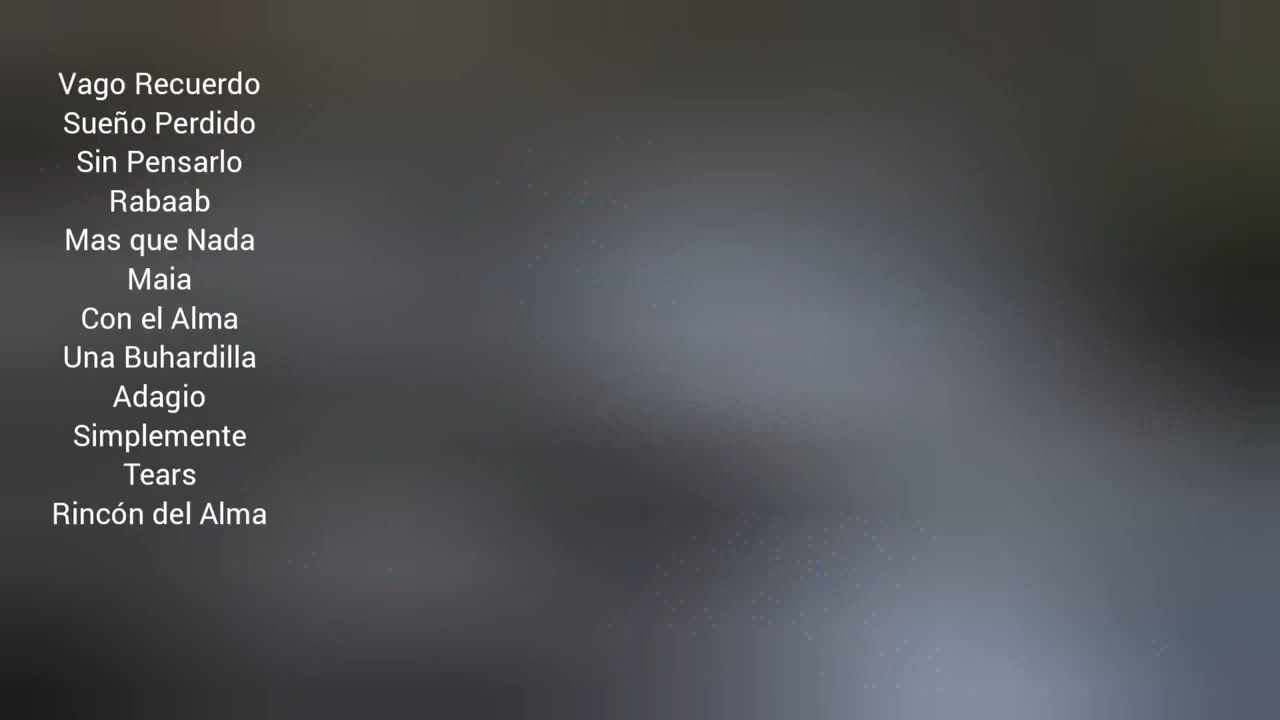 Vago Recuerdo
Sueño Perdido
Sin Pensarlo
Rabaab
Mas que Nada
Maia
Con el Alma
Una Buhardilla
Adagio
Simplemente
Tears
Rincón del Alma